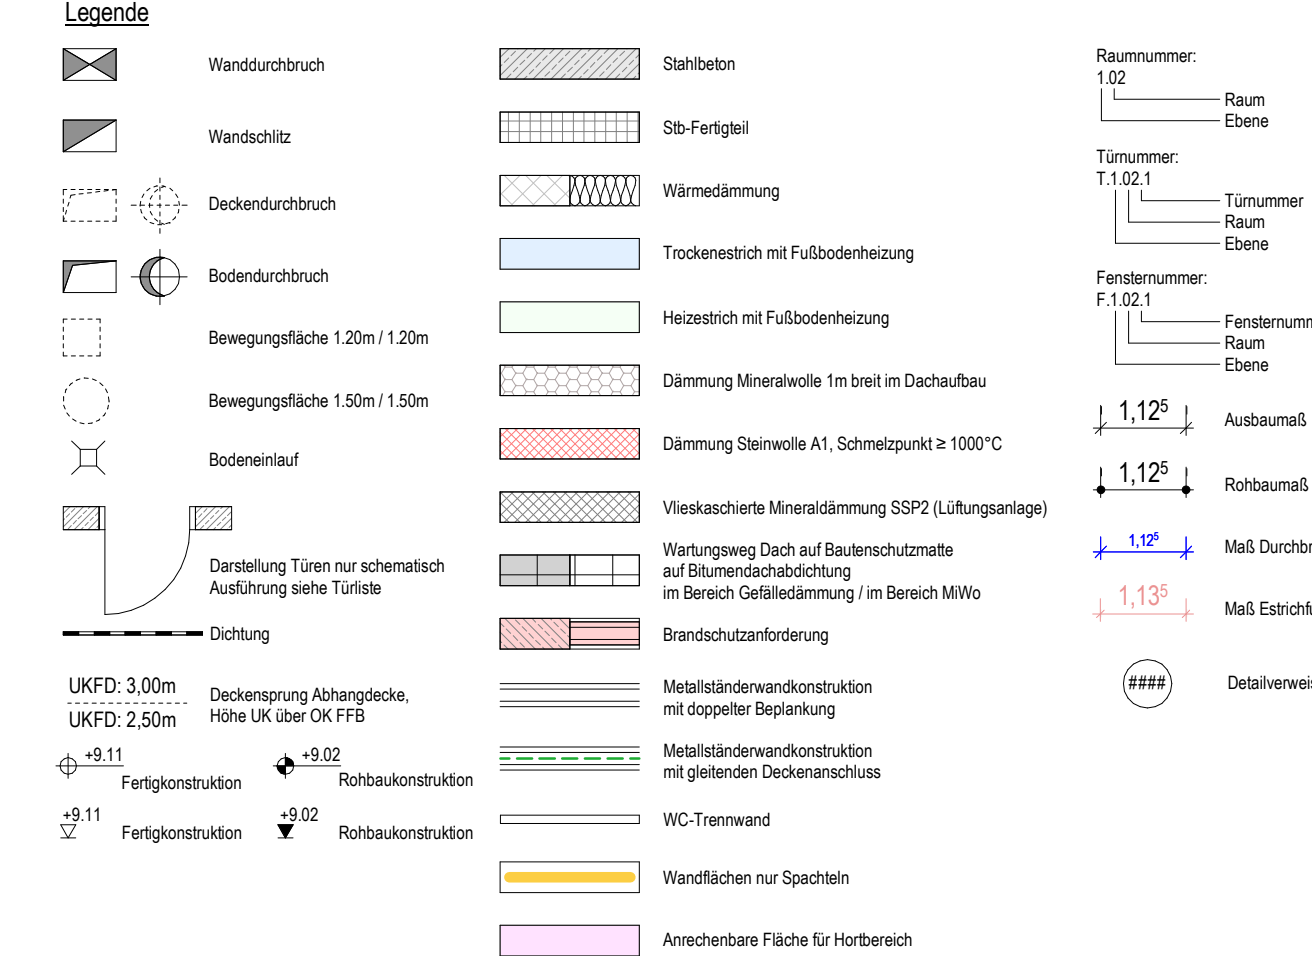 Legende
Wanddurchbruch
Wandschlitz
Deckendurchbruch
Bodendurchbruch
Bewegungsfläche 1.20m / 1.20m
Bewegungsfläche 1.50m / 1.50m
Bodeneinlauf
Darstellung Türen nur schematisch
Ausführung siehe Türliste
Dichtung
UKFD: 3,00m
UKFD: 2,50m
Deckensprung Abhangdecke,
Höhe UK über OK FFB
+9.11
Fertigkonstruktion
+9.02
Rohbaukonstruktion
+9.11
Fertigkonstruktion
+9.02
Rohbaukonstruktion
Stahlbeton
Stb-Fertigteil
Wärmedämmung
Trockenestrich mit Fußbodenheizung
Heizestrich mit Fußbodenheizung
Dämmung Mineralwolle 1m breit im Dachaufbau
Dämmung Steinwolle A1, Schmelzpunkt ≥ 1000°C
Vlieskaschierte Mineraldämmung SSP2 (Lüftungsanlage)
Wartungsweg Dach auf Bautenschutzmatte
auf Bitumendachabdichtung
im Bereich Gefälledämmung / im Bereich MiWo
Brandschutzanforderung
Metallständerwandkonstruktion
mit doppelter Beplankung
Metallständerwandkonstruktion
mit gleitenden Deckenanschluss
WC-Trennwand
Wandflächen nur Spachteln
Anrechenbare Fläche für Hortbereich
Raumnummer:
1.02
Raum
Ebene
Türnummer:
T.1.02.1
Türnummer
Raum
Ebene
Fensternummer:
F.1.02.1
Raum
Ebene
1,12⁵
Ausbaumaß
1,12⁵
Rohbaumaß
1,12⁵
Maß
1,13⁵
Maß
####